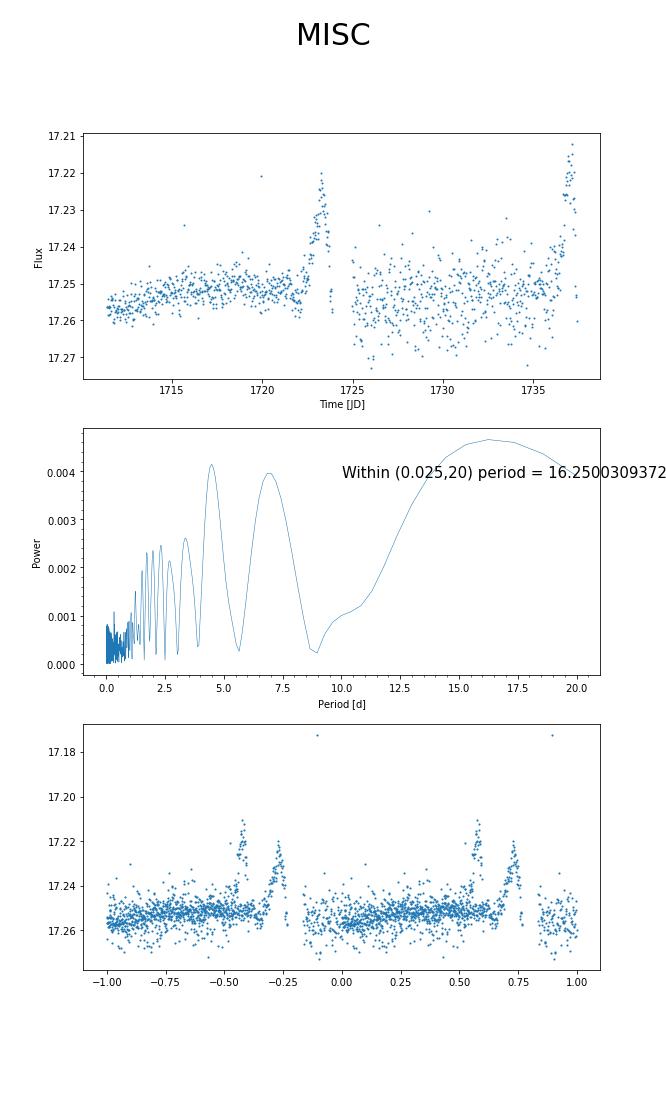 MISC
17.21
17.22
17.23
17.24
17.25
17.26
17.27
Flux
1715 1720 1725 1730 1735
Time [JD]
Within (0.025,20) period = 16.2500309372
0.004
0.003
0.002
0.001
0.000
Power
0.0 2.5 5.0 7.5 10.0 12.5 15.0 17.5 20.0
Period [d]
17.18
17.20
17.22
17.24
17.26
−1.00 −0.75 −0.50 −0.25 0.00 0.25 0.50 0.75 1.00